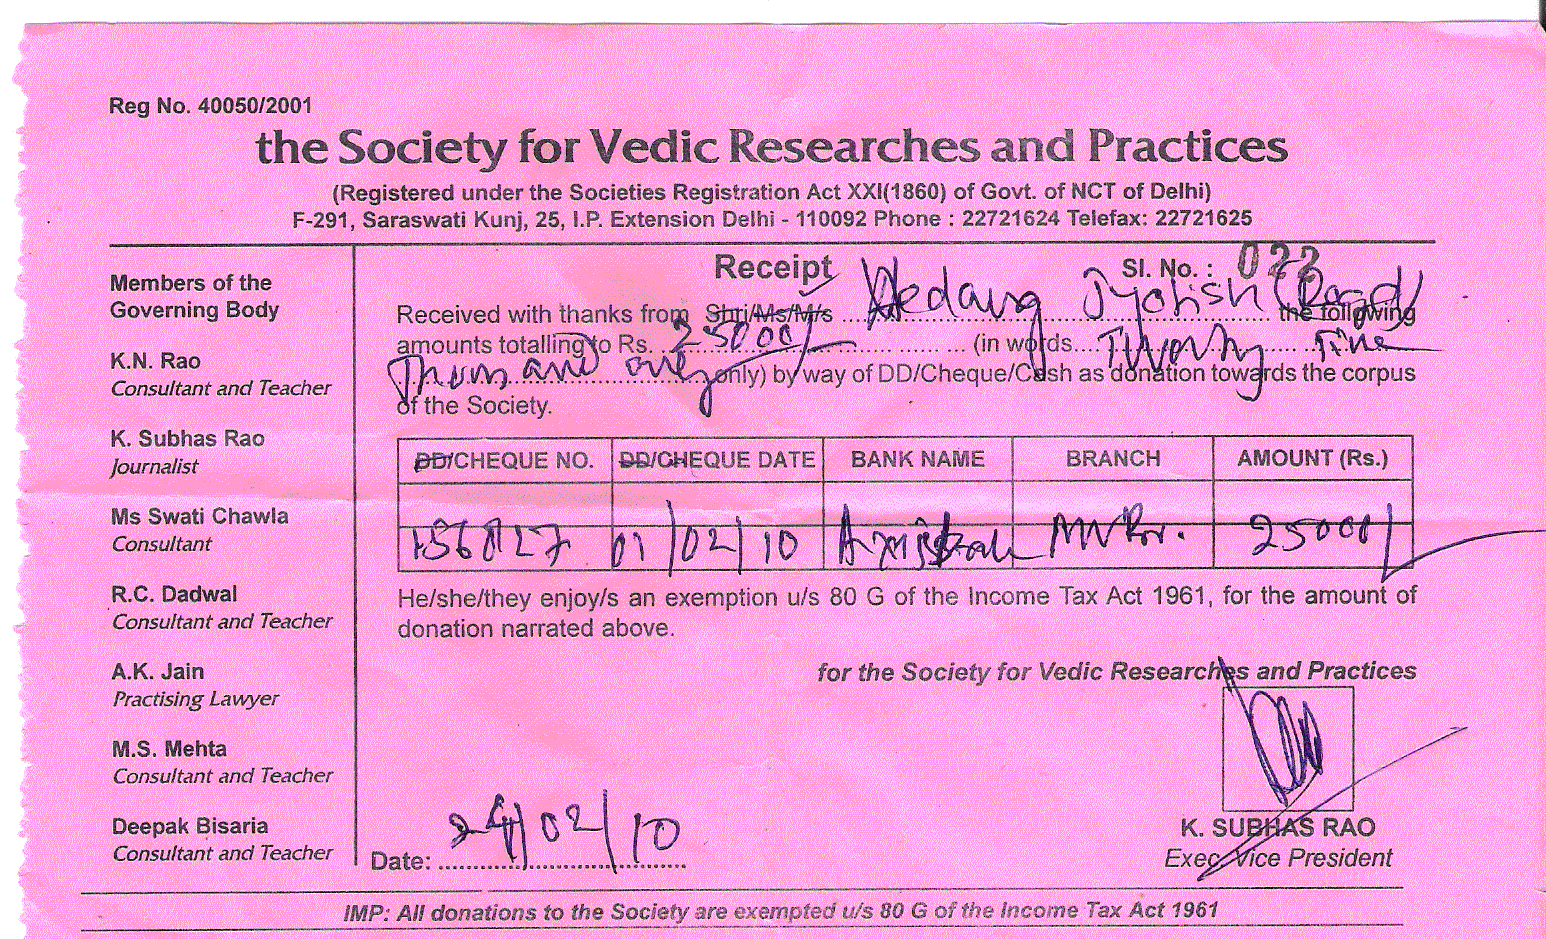 Reg No. 40050/2001
the Society for Vedic Researches and Practices
(Registered under the Societies Registration Act XXI(1860) of Govt. of NCT of Delhi)
F-291, Saraswati Kunj, 25, I.P. Extension Delhi - 110092 Phone : 22721624 Telefax: 22721625
Members of the
Governing Body
K.N. Rao
Consultant and Teacher
K. Subhas Rao
Journalist
Ms Swati Chawla
Consultant
R.C. Dadwal
Consultant and Teacher
A.K. Jain
Practising Lawyer
M.S. Mehta
Consultant and Teacher
Deepak Bisaria
Consultant and Teacher
Receipt
Sl. No. : 022
Received with thanks from Shri/Ms/M/s Vedang Jyotish (Regd) the following
amounts totalling to Rs. 25000/- (in words Twenty Five
Thousand only only) by way of DD/Cheque/Cash as donation towards the corpus
of the Society.
DD/CHEQUE NO. DD/CHEQUE DATE BANK NAME BRANCH AMOUNT (Rs.)
156827 01/02/10 Axis Bank 25000/-
He/she/they enjoy/s an exemption u/s 80 G of the Income Tax Act 1961, for the amount of
donation narrated above.
for the Society for Vedic Researches and Practices
K. SUBHAS RAO
Exec Vice President
Date: 24/02/10
IMP: All donations to the Society are exempted u/s 80 G of the Income Tax Act 1961